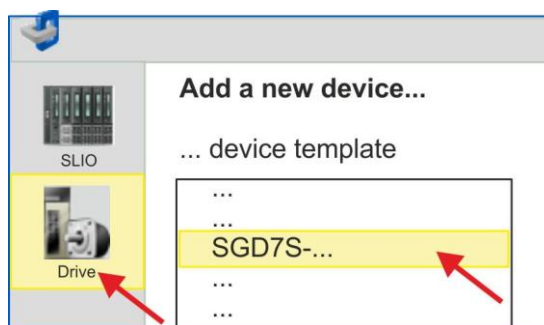 Add a new device...
SLIO
... device template
...
...
SGD7S-...
Drive
...
...